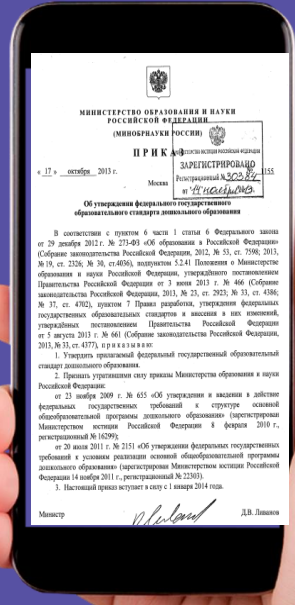 МИНИСТЕРСТВО ОБРАЗОВАНИЯ И НАУКИ
РОССИЙСКОЙ ФЕДЕРАЦИИ
(МИНОБРНАУКИ РОССИИ)
ПРИКАЗ
МИНИСТЕРСТВО ЮСТИЦИИ РОССИЙСКОЙ ФЕДЕРАЦИИ
ЗАРЕГИСТРИРОВАНО
Регистрационный № 30384
от "14 ноября 2013.
« 17 » октября 2013 г.
1155
Москва
Об утверждении федерального государственного
образовательного стандарта дошкольного образования
В соответствии с пунктом 6 части 1 статьи 6 Федерального закона
от 29 декабря 2012 г. № 273-ФЗ «Об образовании в Российской Федерации»
(Собрание законодательства Российской Федерации, 2012, № 53, ст. 7598; 2013,
№ 19, ст. 2326; № 30, ст.4036), подпунктом 5.2.41 Положения о Министерстве
образования и науки Российской Федерации, утверждённого постановлением
Правительства Российской Федерации от 3 июня 2013 г. № 466 (Собрание
законодательства Российской Федерации, 2013, № 23, ст. 2923; № 33, ст. 4386;
№ 37, ст. 4702), пунктом 7 Правил разработки, утверждения федеральных
государственных образовательных стандартов и внесения в них изменений,
утверждённых постановлением Правительства Российской Федерации
от 5 августа 2013 г. № 661 (Собрание законодательства Российской Федерации,
2013, № 33, ст. 4377), п р и к а з ы в а ю:
1. Утвердить прилагаемый федеральный государственный образовательный
стандарт дошкольного образования.
2. Признать утратившими силу приказы Министерства образования и науки
Российской Федерации:
от 23 ноября 2009 г. № 655 «Об утверждении и введении в действие
федеральных государственных требований к структуре основной
общеобразовательной программы дошкольного образования» (зарегистрирован
Министерством юстиции Российской Федерации 8 февраля 2010 г.,
регистрационный № 16299);
от 20 июля 2011 г. № 2151 «Об утверждении федеральных государственных
требований к условиям реализации основной общеобразовательной программы
дошкольного образования» (зарегистрирован Министерством юстиции Российской
Федерации 14 ноября 2011 г., регистрационный № 22303).
3. Настоящий приказ вступает в силу с 1 января 2014 года.
Министр
Д.В. Ливанов